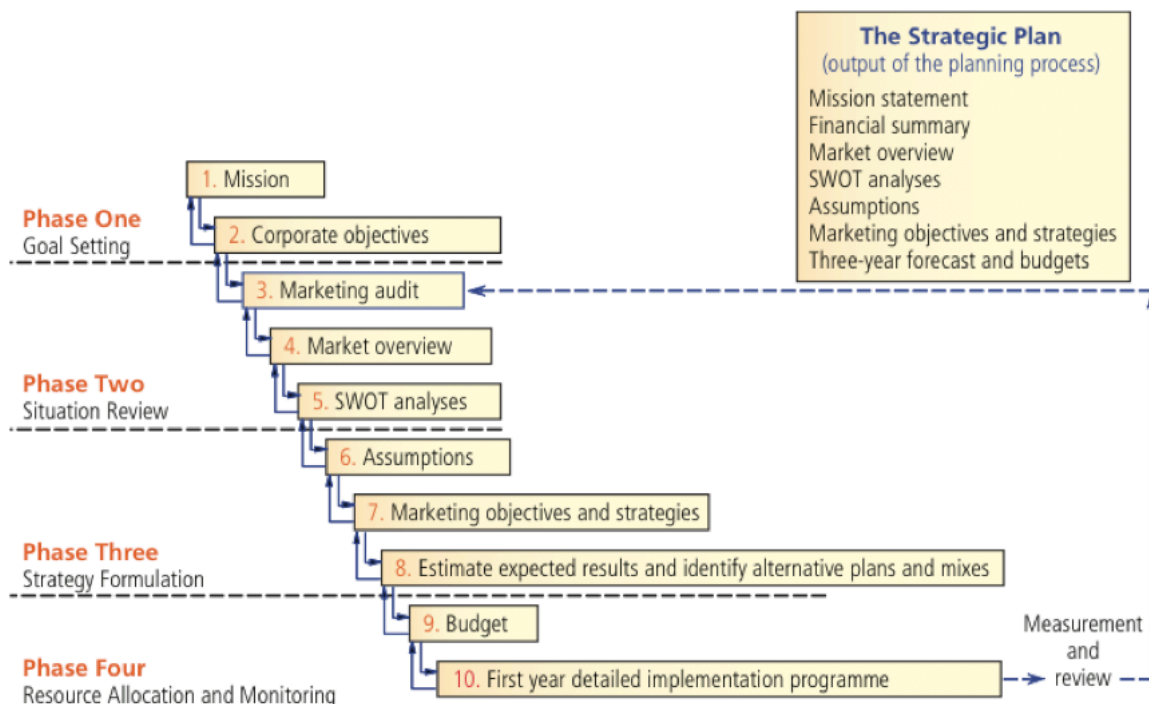 The Strategic Plan
(output of the planning process)
Mission statement
Financial summary
Market overview
SWOT analyses
Assumptions
Marketing objectives and strategies
Three-year forecast and budgets
1. Mission
Phase One
Goal Setting
2. Corporate objectives
3. Marketing audit
4. Market overview
Phase Two
Situation Review
5. SWOT analyses
6. Assumptions
7. Marketing objectives and strategies
Phase Three
Strategy Formulation
8. Estimate expected results and identify alternative plans and mixes
9. Budget
Measurement
and
review
Phase Four
Resource Allocation and Monitoring
10. First year detailed implementation programme